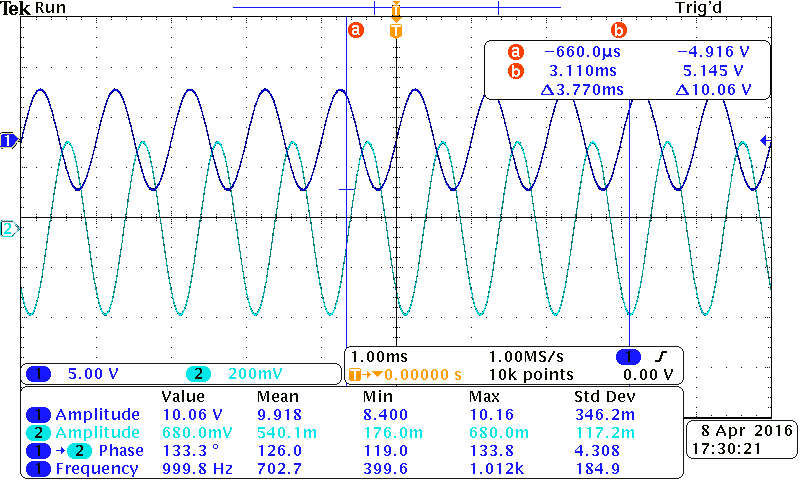 Tek Run Trig'd
T
a b
T
a −660.0µs −4.916 V
b 3.110ms 5.145 V
Δ3.770ms Δ10.06 V
1
2
1 5.00 V 2 200mV
1.00ms 1.00MS/s 1
T→▼0.00000 s 10k points 0.00 V
Value Mean Min Max Std Dev
1 Amplitude 10.06 V 9.918 8.400 10.16 346.2m
2 Amplitude 680.0mV 540.1m 176.0m 680.0m 117.2m
1 → 2 Phase 133.3 ° 126.0 119.0 133.8 4.308
1 Frequency 999.8 Hz 702.7 399.6 1.012k 184.9
8 Apr 2016
17:30:21